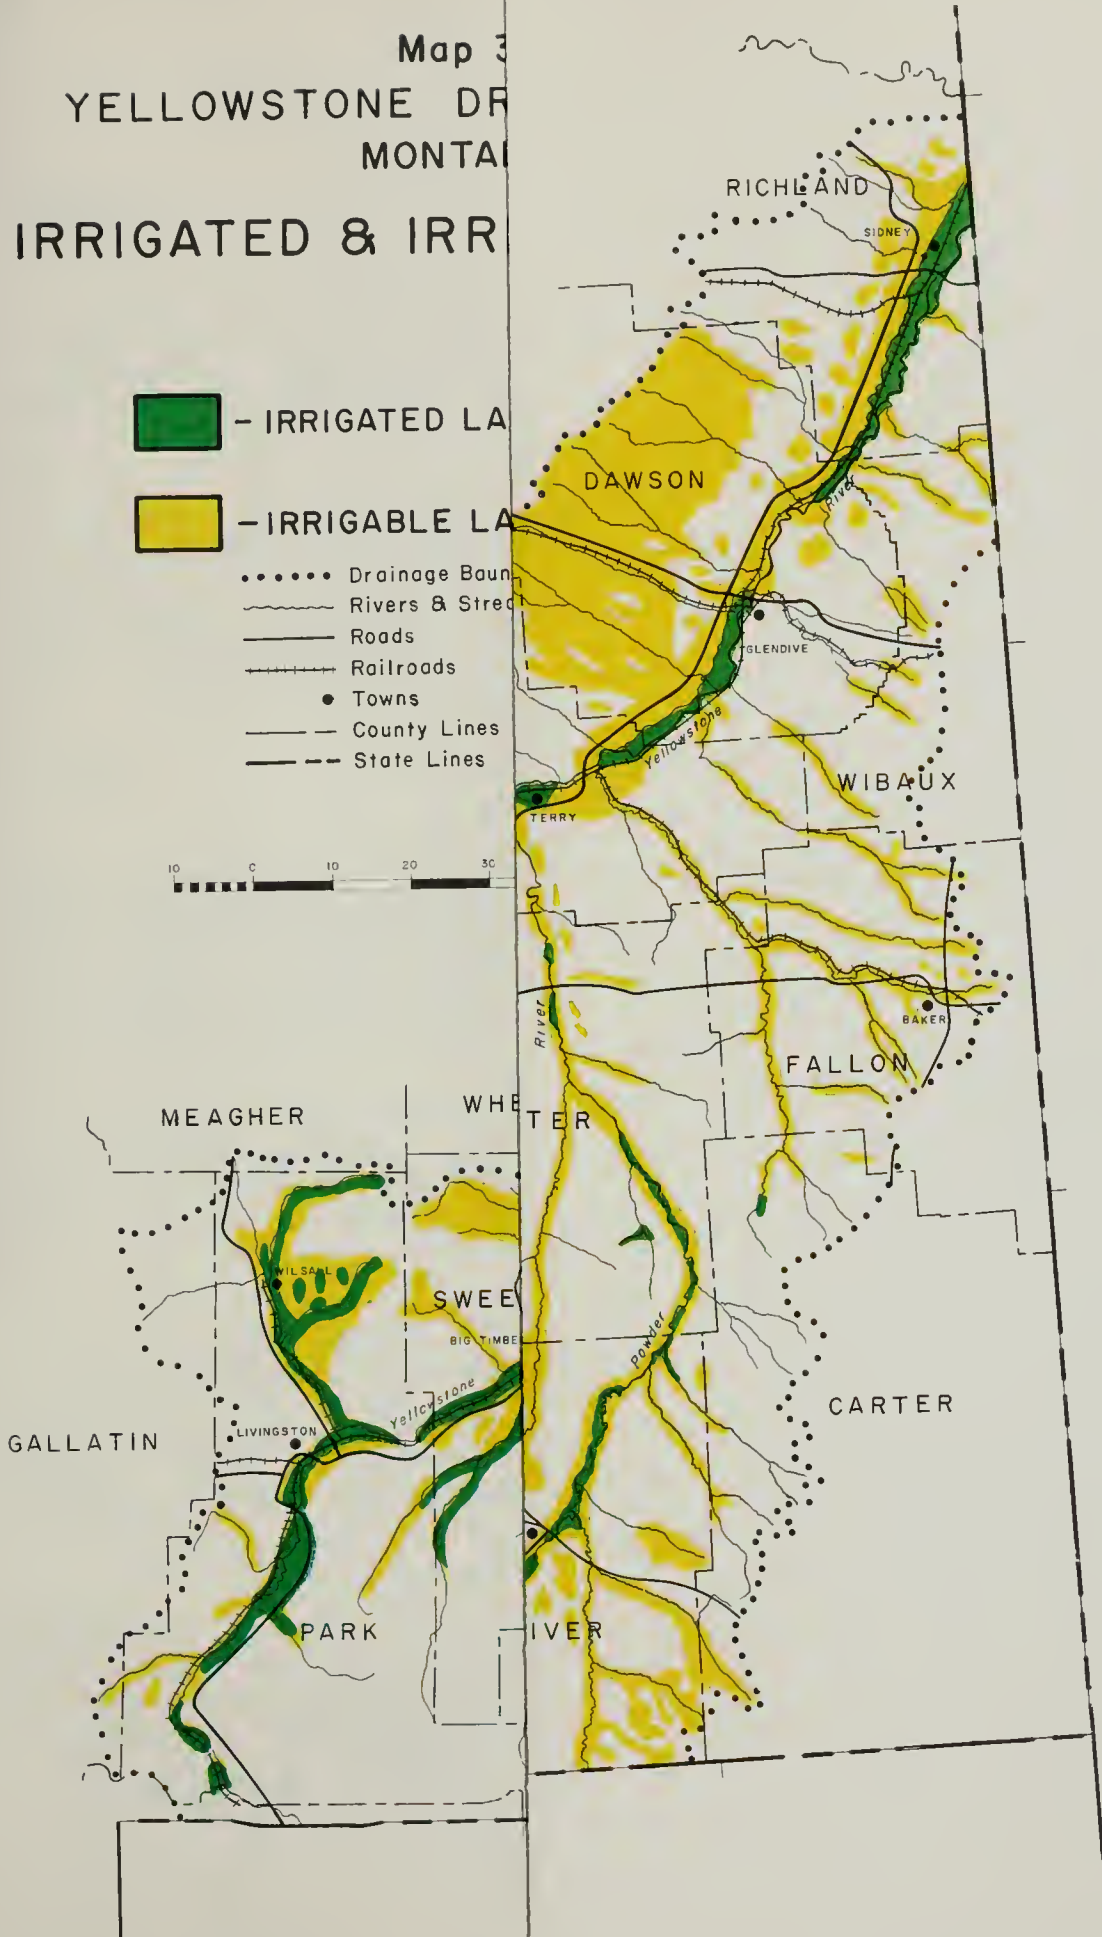 Map 3
YELLOWSTONE DR
MONTA
IRRIGATED & IRR
- IRRIGATED LA
- IRRIGABLE LA
Drainage Boun
Rivers & Strea
Roads
Railroads
Towns
County Lines
State Lines
10 0 10 20 30
RICHLAND
SIDNEY
DAWSON
River
GLENDIVE
Yellowstone
WIBAUX
TERRY
River
BAKER
FALLON
MEAGHER
WHE
TER
WILSALL
SWEE
BIG TIMBE
Powder
Yellowstone
CARTER
LIVINGSTON
GALLATIN
PARK
IVER